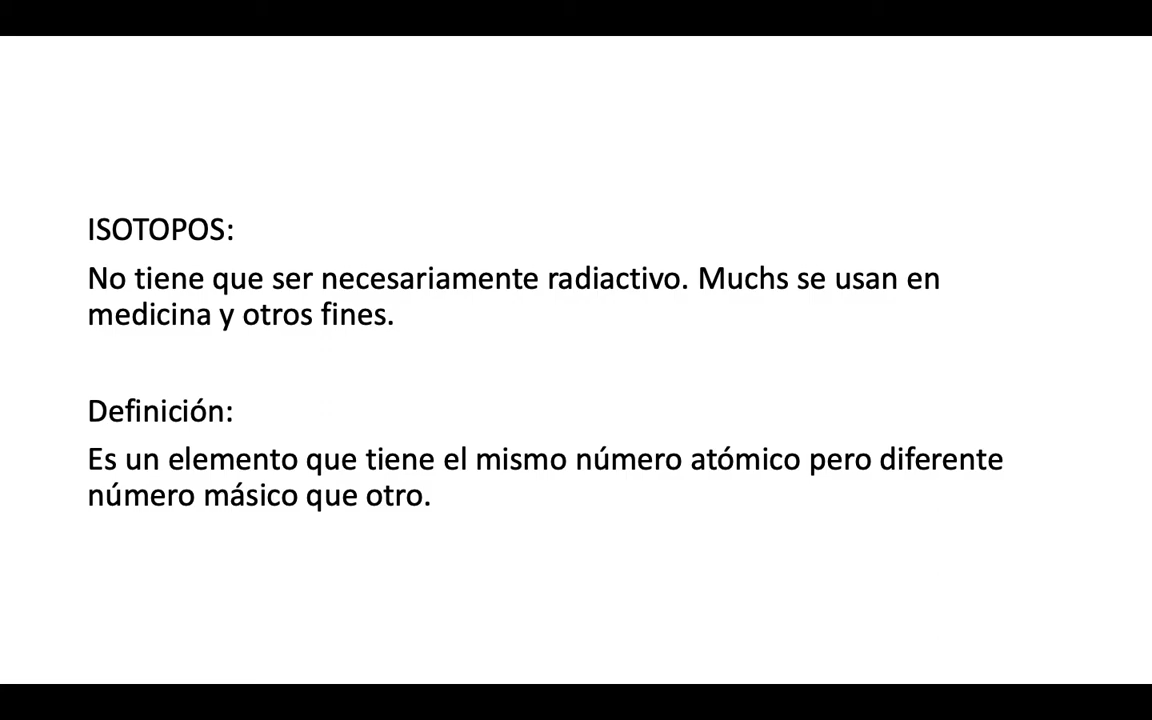 ISOTOPOS:
No tiene que ser necesariamente radiactivo. Muchs se usan en
medicina y otros fines.
Definición:
Es un elemento que tiene el mismo número atómico pero diferente
número másico que otro.